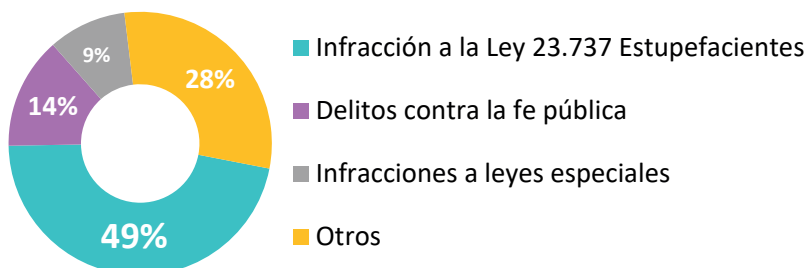 9%
28%
14%
49%
Infracción a la Ley 23.737 Estupefacientes
Delitos contra la fe pública
Infracciones a leyes especiales
Otros